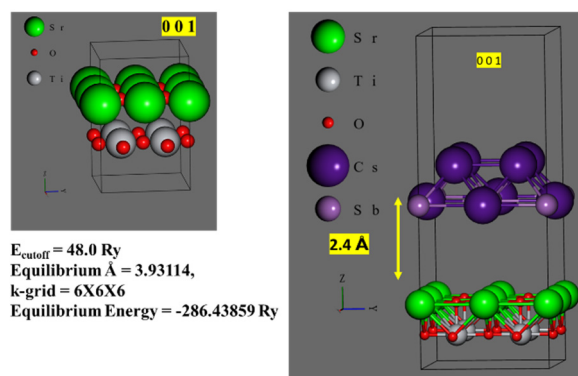 0 0 1
S r
O
T i
Z
Y
E_cutoff = 48.0 Ry
Equilibrium Å = 3.93114,
k-grid = 6X6X6
Equilibrium Energy = -286.43859 Ry
S r
T i
O
C s
S b
0 0 1
2.4 Å
Z
Y